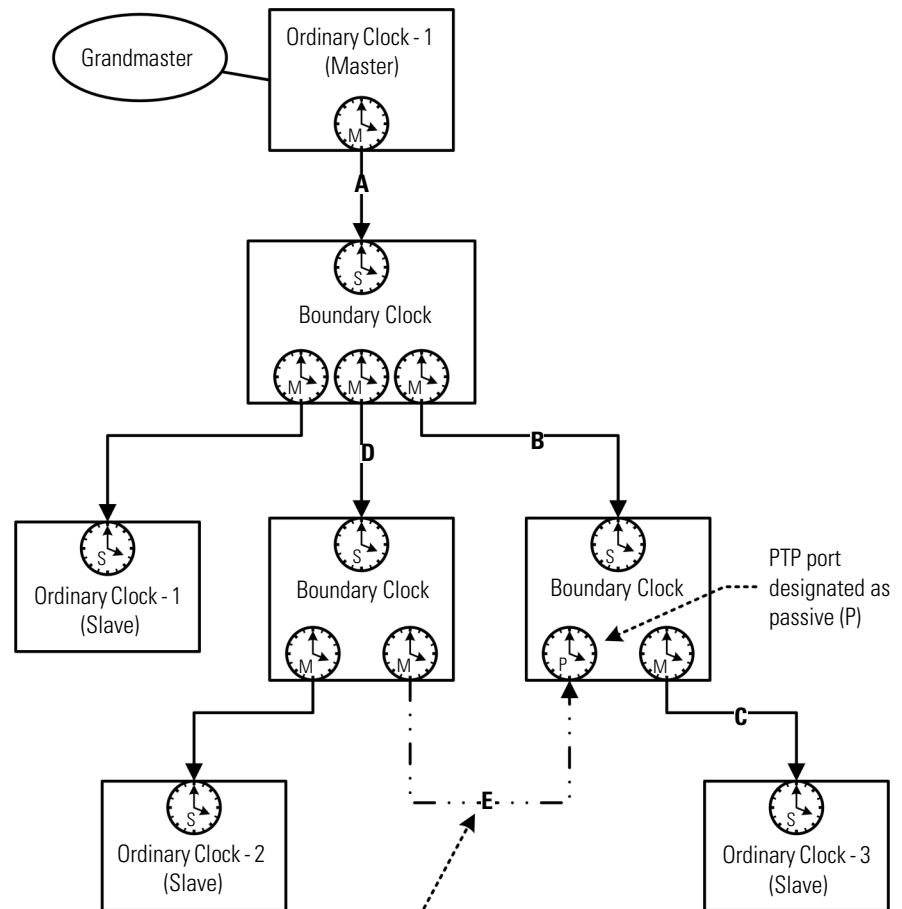 Grandmaster
Ordinary Clock - 1
(Master)
M
A
S
Boundary Clock
M
M
M
D
B
S
Ordinary Clock - 1
(Slave)
S
Boundary Clock
M
M
S
Boundary Clock
P
M
PTP port
designated as
passive (P)
C
E
S
Ordinary Clock - 2
(Slave)
S
Ordinary Clock - 3
(Slave)